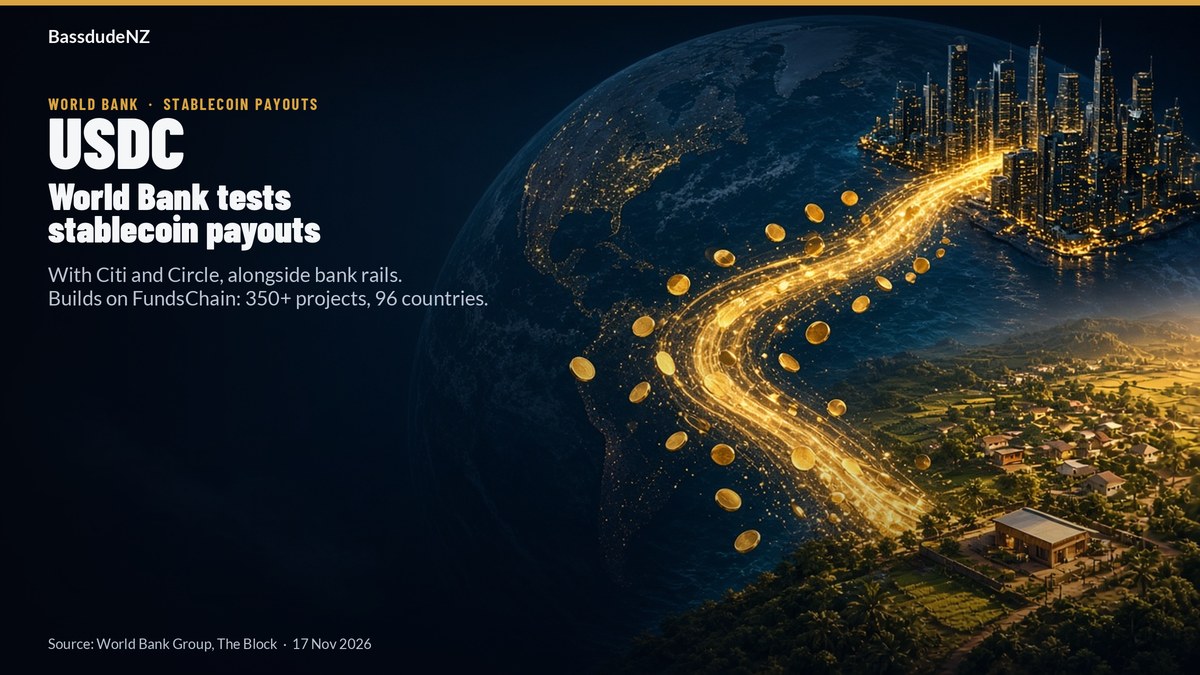 BassdudeNZ
WORLD BANK · STABLECOIN PAYOUTS
USDC
World Bank tests
stablecoin payouts
With Citi and Circle, alongside bank rails.
Builds on FundsChain: 350+ projects, 96 countries.
Source: World Bank Group, The Block · 17 Nov 2026